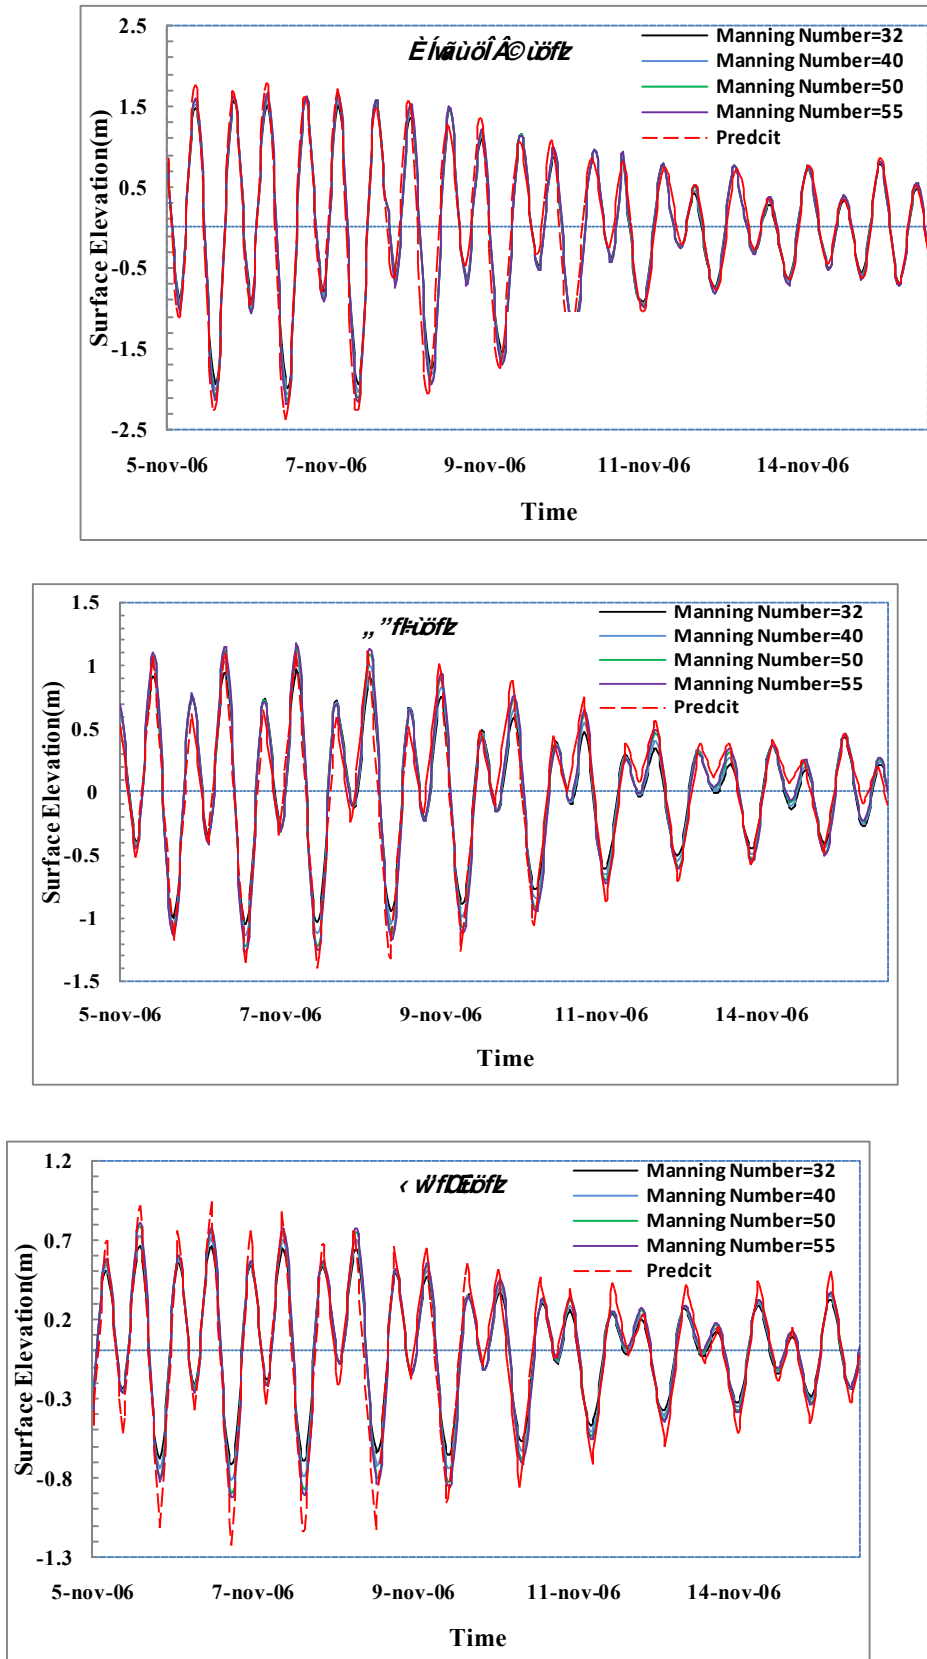 2.5
1.5
0.5
-0.5
-1.5
-2.5
Surface Elevation(m)
Manning Number=32
Manning Number=40
Manning Number=50
Manning Number=55
Predcit
5-nov-06 7-nov-06 9-nov-06 11-nov-06 14-nov-06
Time
1.5
1
0.5
0
-0.5
-1
-1.5
Surface Elevation(m)
Manning Number=32
Manning Number=40
Manning Number=50
Manning Number=55
Predcit
5-nov-06 7-nov-06 9-nov-06 11-nov-06 14-nov-06
Time
1.2
0.7
0.2
-0.3
-0.8
-1.3
Surface Elevation(m)
Manning Number=32
Manning Number=40
Manning Number=50
Manning Number=55
Predcit
5-nov-06 7-nov-06 9-nov-06 11-nov-06 14-nov-06
Time